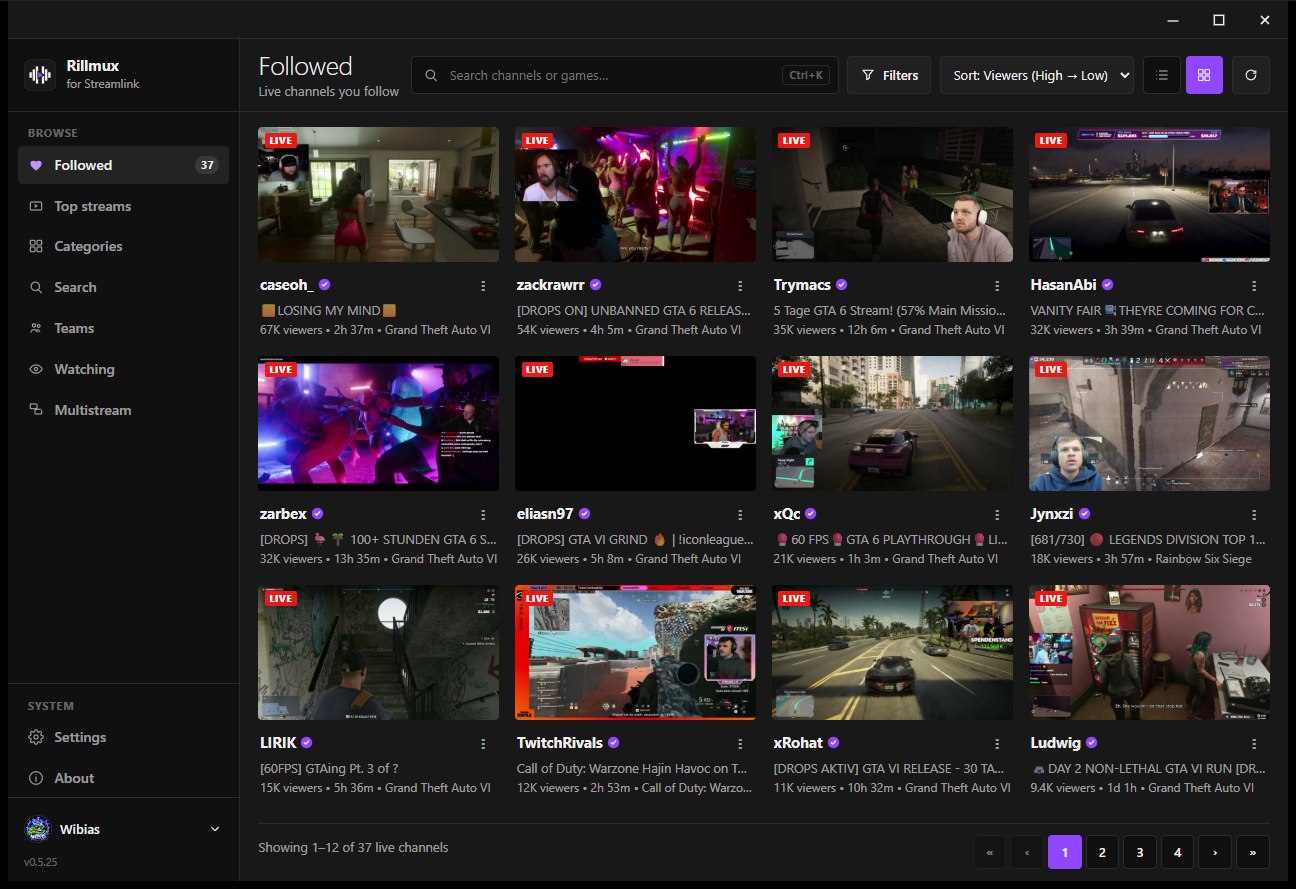 Rillmux
for Streamlink
Followed
Live channels you follow
Search channels or games...
Ctrl+K
Filters
Sort: Viewers (High → Low)
BROWSE
Followed
37
Top streams
Categories
Search
Teams
Watching
Multistream
LIVE
LIVE
Are you ready?
LIVE
LIVE
caseoh_
🟫LOSING MY MIND🟫
67K viewers • 2h 37m • Grand Theft Auto VI
zackrawrr
[DROPS ON] UNBANNED GTA 6 RELEAS...
54K viewers • 4h 5m • Grand Theft Auto VI
Trymacs
5 Tage GTA 6 Stream! (57% Main Missio...
35K viewers • 12h 6m • Grand Theft Auto VI
HasanAbi
VANITY FAIR THEYRE COMING FOR C...
32K viewers • 3h 39m • Grand Theft Auto VI
LIVE
LIVE
LIVE
LIVE
zarbex
[DROPS] 🦩 🌴 100+ STUNDEN GTA 6 S...
32K viewers • 13h 35m • Grand Theft Auto VI
eliasn97
[DROPS] GTA VI GRIND 🔥 | !iconleague...
26K viewers • 5h 8m • Grand Theft Auto VI
xQc
🥊60 FPS🥊GTA 6 PLAYTHROUGH🥊LI...
21K viewers • 1h 3m • Grand Theft Auto VI
Jynxzi
[681/730] 🔴 LEGENDS DIVISION TOP 1...
18K viewers • 3h 57m • Rainbow Six Siege
LIVE
LIVE
msi
LIVE
SPENDENSTAND
LIVE
LIRIK
[60FPS] GTAing Pt. 3 of ?
15K viewers • 5h 36m • Grand Theft Auto VI
TwitchRivals
Call of Duty: Warzone Hajin Havoc on T...
12K viewers • 2h 53m • Call of Duty: Warzo...
xRohat
[DROPS AKTIV] GTA VI RELEASE - 30 TA...
11K viewers • 10h 32m • Grand Theft Auto VI
Ludwig
🚗 DAY 2 NON-LETHAL GTA VI RUN [DR...
9.4K viewers • 1d 1h • Grand Theft Auto VI
SYSTEM
Settings
About
Wibias
v0.5.25
Showing 1–12 of 37 live channels
« ‹ 1 2 3 4 › »